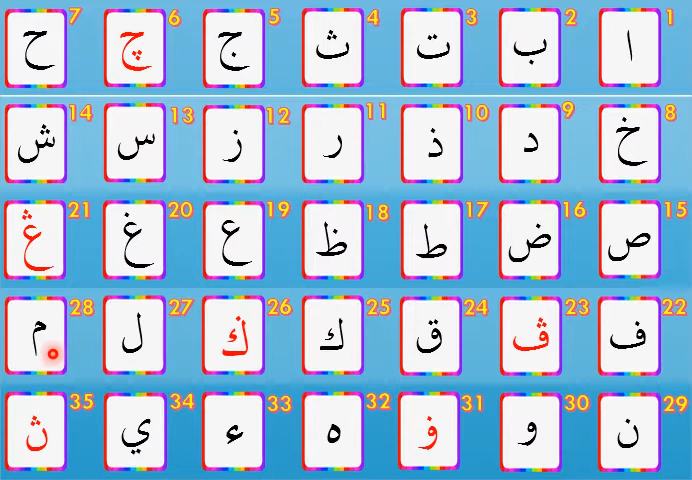 1 ا 2 ب 3 ت 4 ث 5 ج 6 چ 7 ح
8 خ 9 د 10 ذ 11 ر 12 ز 13 س 14 ش
15 ص 16 ض 17 ط 18 ظ 19 ع 20 غ 21 ڠ
22 ف 23 ڤ 24 ق 25 ك 26 ڬ 27 ل 28 م
29 ن 30 و 31 ۏ 32 ه 33 ء 34 ي 35 ڽ